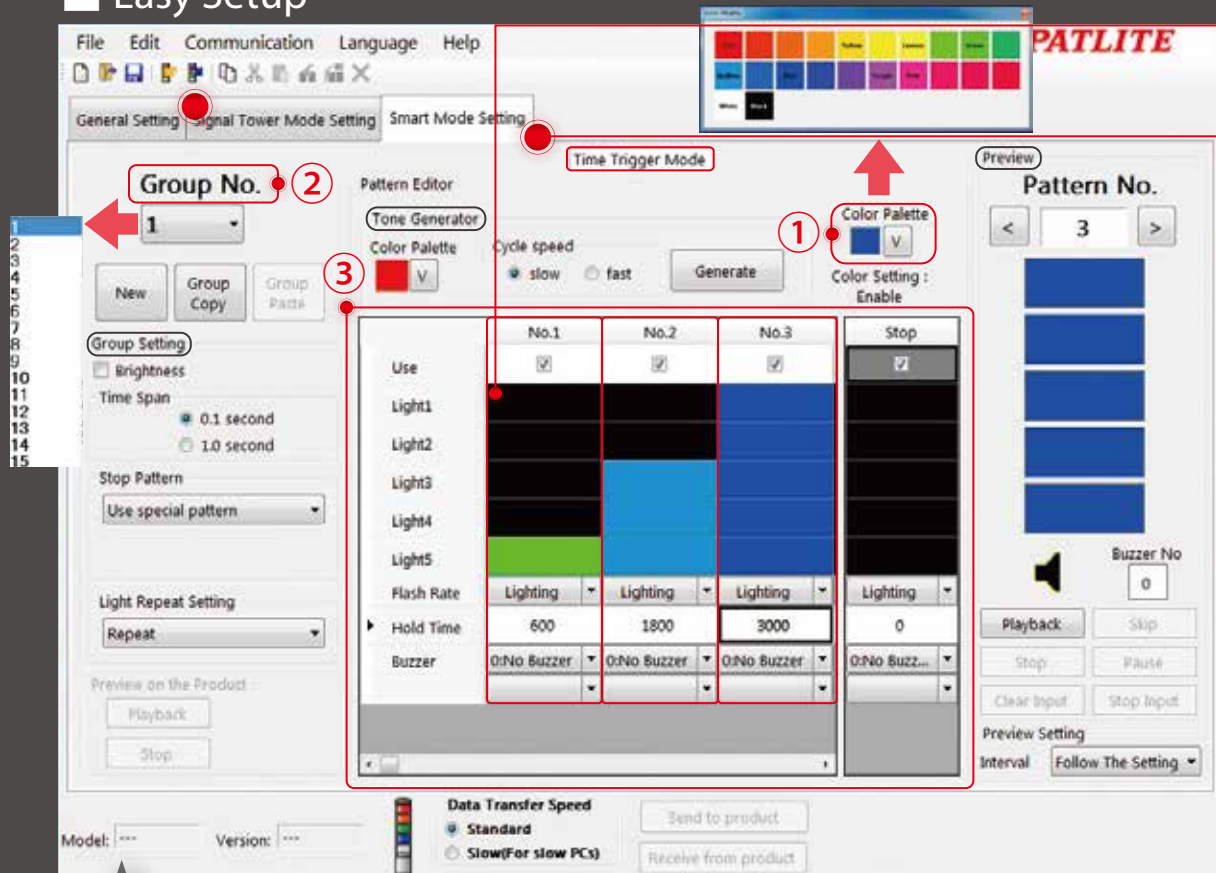 Easy Setup
File Edit Communication Language Help
PATLITE
General Setting Signal Tower Mode Setting Smart Mode Setting
Yellow Lemon Green
Purple Pink
White Black
Time Trigger Mode
Group No. ②
1
1
2
3
4
5
6
7
8
9
10
11
12
13
14
15
New Group Copy Group Paste
Group Setting
Brightness
Time Span
0.1 second
1.0 second
Stop Pattern
Use special pattern
Light Repeat Setting
Repeat
Preview on the Product
Playback
Stop
Pattern Editor
Tone Generator
Color Palette
V
Cycle speed
slow fast
Generate
① Color Palette
V
Color Setting :
Enable
③
No.1 No.2 No.3 Stop
Use
Light1
Light2
Light3
Light4
Light5
Flash Rate Lighting Lighting Lighting Lighting
Hold Time 600 1800 3000 0
Buzzer 0:No Buzzer 0:No Buzzer 0:No Buzzer 0:No Buzz...
Preview
Pattern No.
< 3 >
Buzzer No
0
Playback Skip
Stop Pause
Clear Input Stop Input
Preview Setting
Interval Follow The Setting
Model: --- Version: ---
Data Transfer Speed
Standard
Slow(For slow PCs)
Send to product
Receive from product